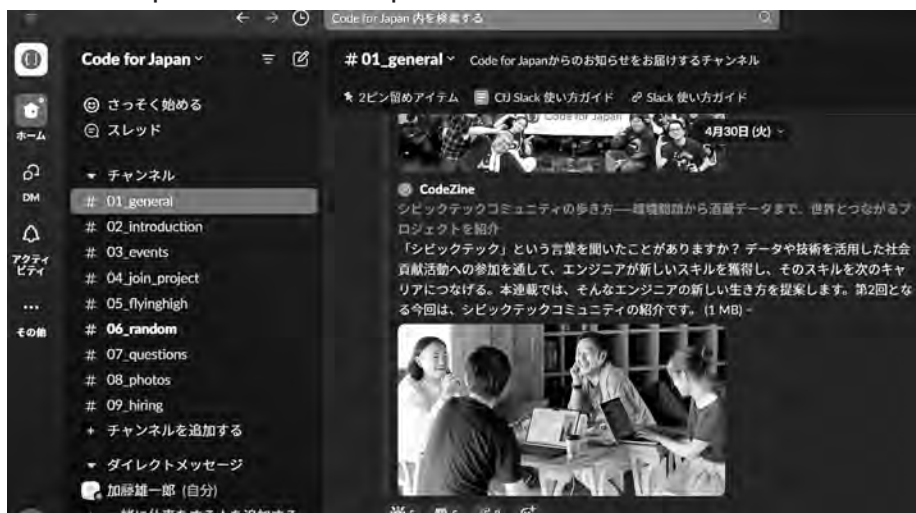 Code for Japan 内を検索する
Code for Japan
# 01_general
Code for Japanからのお知らせをお届けするチャンネル
2ピン留めアイテム
CfJ Slack 使い方ガイド
Slack 使い方ガイド
ホーム
DM
アクティ
ビティ
その他
さっそく始める
スレッド
チャンネル
# 01_general
# 02_introduction
# 03_events
# 04_join_project
# 05_flyinghigh
# 06_random
# 07_questions
# 08_photos
# 09_hiring
+ チャンネルを追加する
ダイレクトメッセージ
加藤雄一郎 (自分)
Code for Japan
4月30日 (火)
CodeZine
シビックテックコミュニティの歩き方──環境問題から酒蔵データまで、世界とつながるプ
ロジェクトを紹介
「シビックテック」という言葉を聞いたことがありますか？ データや技術を活用した社会
貢献活動への参加を通して、エンジニアが新しいスキルを獲得し、そのスキルを次のキャ
リアにつなげる。本連載では、そんなエンジニアの新しい生き方を提案します。第2回とな
る今回は、シビックテックコミュニティの紹介です。 (1 MB)